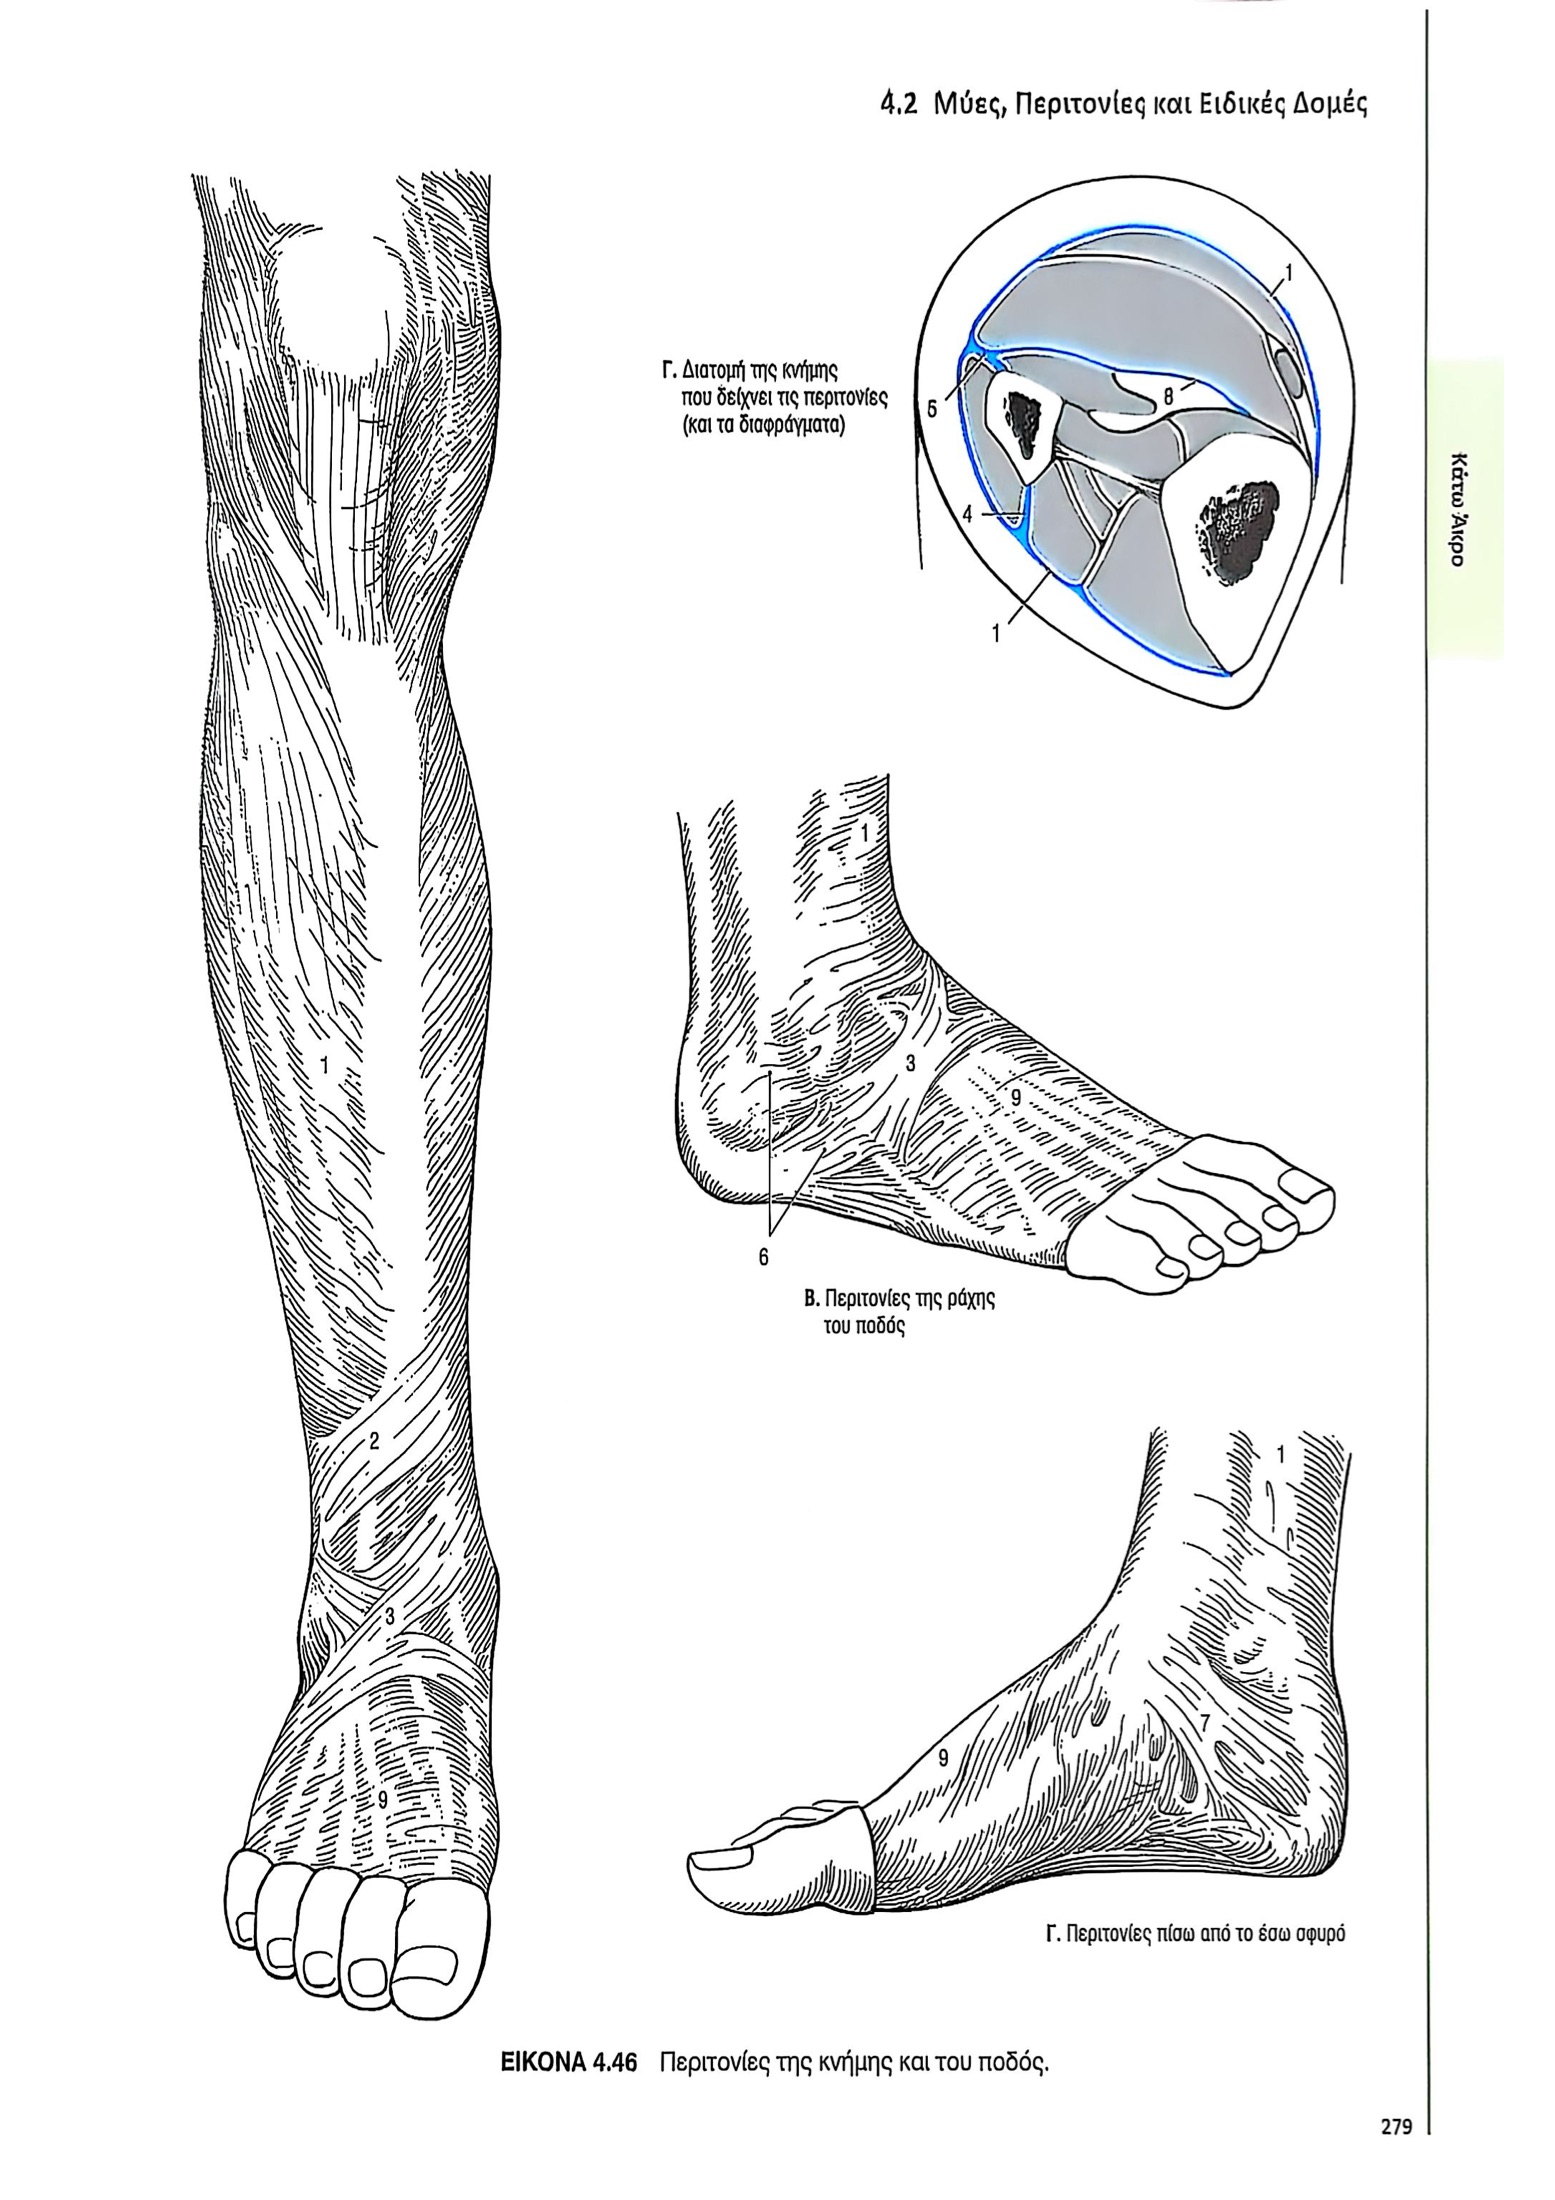 4.2 Μύες, Περιτονίες και Ειδικές Δομές
1
Γ. Διατομή της κνήμης
που δείχνει τις περιτονίες
(και τα διαφράγματα)
5
8
4
1
Κάτω Άκρο
1
3
9
6
Β. Περιτονίες της ράχης
του ποδός
1
2
3
9
1
7
9
Γ. Περιτονίες πίσω από το έσω σφυρό
ΕΙΚΟΝΑ 4.46 Περιτονίες της κνήμης και του ποδός.
279